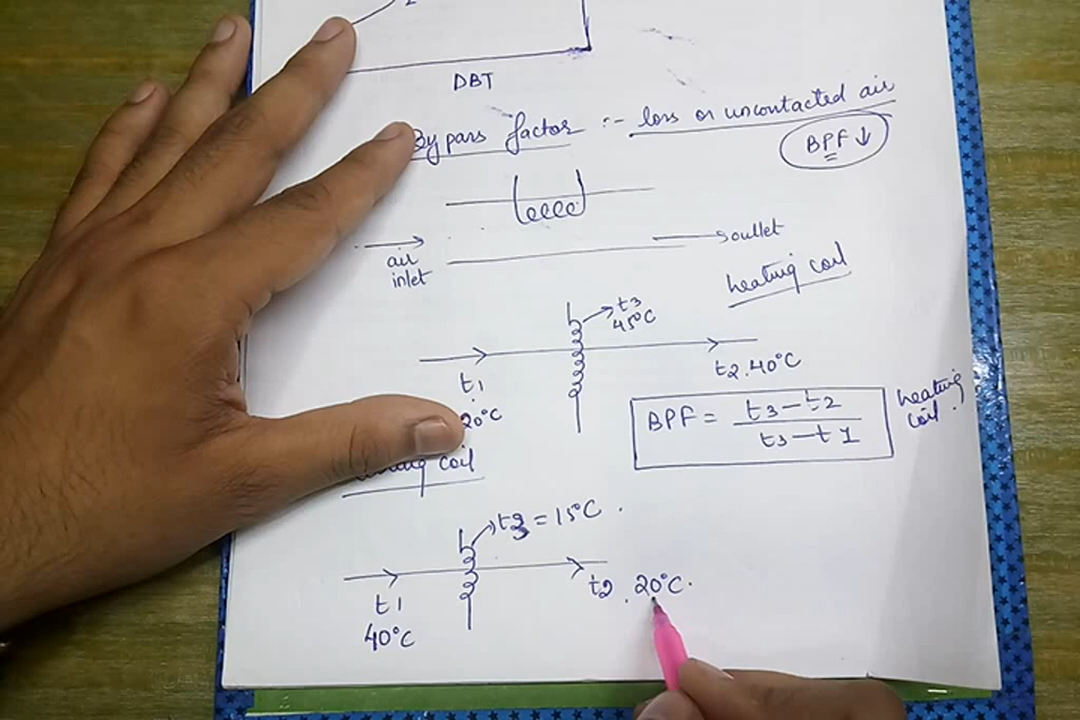 DBT
By pass factor :- loss or uncontacted air
BPF↓
air inlet
outlet
heating coil
t3
45°C
t1
20°C
t2. 40°C
BPF = t3-t2 / t3-t1
heating coil.
coil
t3 = 15°C.
t1
40°C
t2. 20°C.